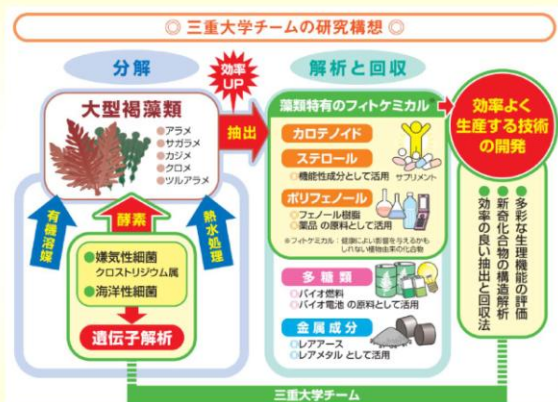 ◎ 三重大学チームの研究構想 ◎
分解
効率
UP
解析と回収
大型褐藻類
●アラメ
●サガラメ
●カジメ
●クロメ
●ツルアラメ
抽出
有機溶媒
酵素
熱水処理
●嫌気性細菌
クロストリジウム属
●海洋性細菌
遺伝子解析
藻類特有のフィトケミカル
カロテノイド
ステロール
◎機能性成分として活用
サプリメント
ポリフェノール
◎フェノール樹脂
◎薬品 の原料として活用
※フィトケミカル：健康によい影響を与えるかも
しれない植物由来の化合物
多糖類
◎バイオ燃料
◎バイオ電池 の原料として活用
金属成分
◎レアアース
◎レアメタル として活用
効率よく
生産する技術
の開発
●多彩な生理機能の評価
●新奇化合物の構造解析
●効率の良い抽出と回収法
三重大学チーム